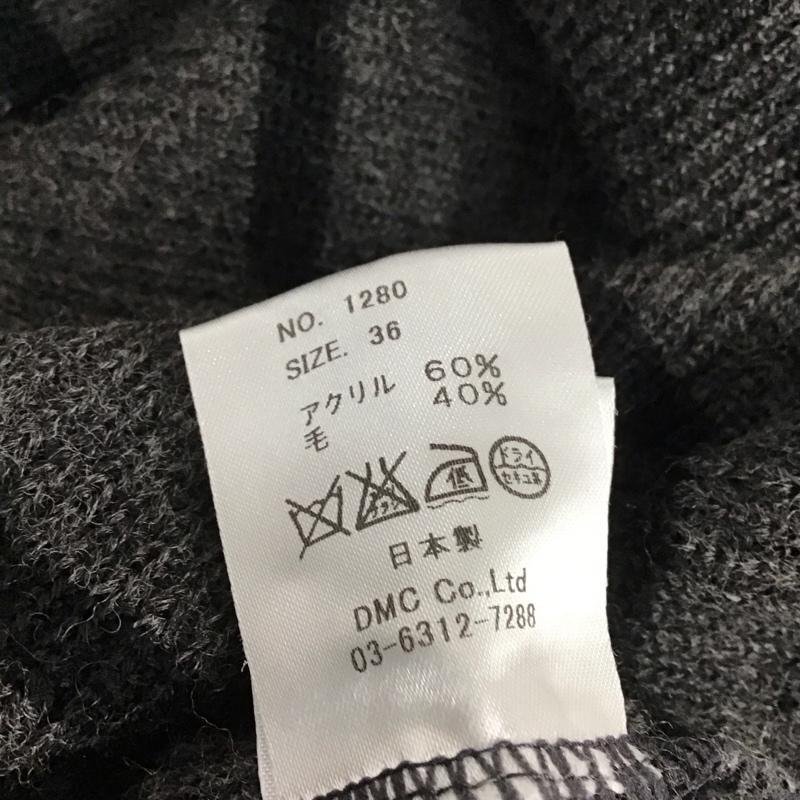 NO. 1280
SIZE. 36
アクリル 60%
毛 40%
低
ドライ
セキユ系
日本製
DMC Co.,Ltd
03-6312-7288